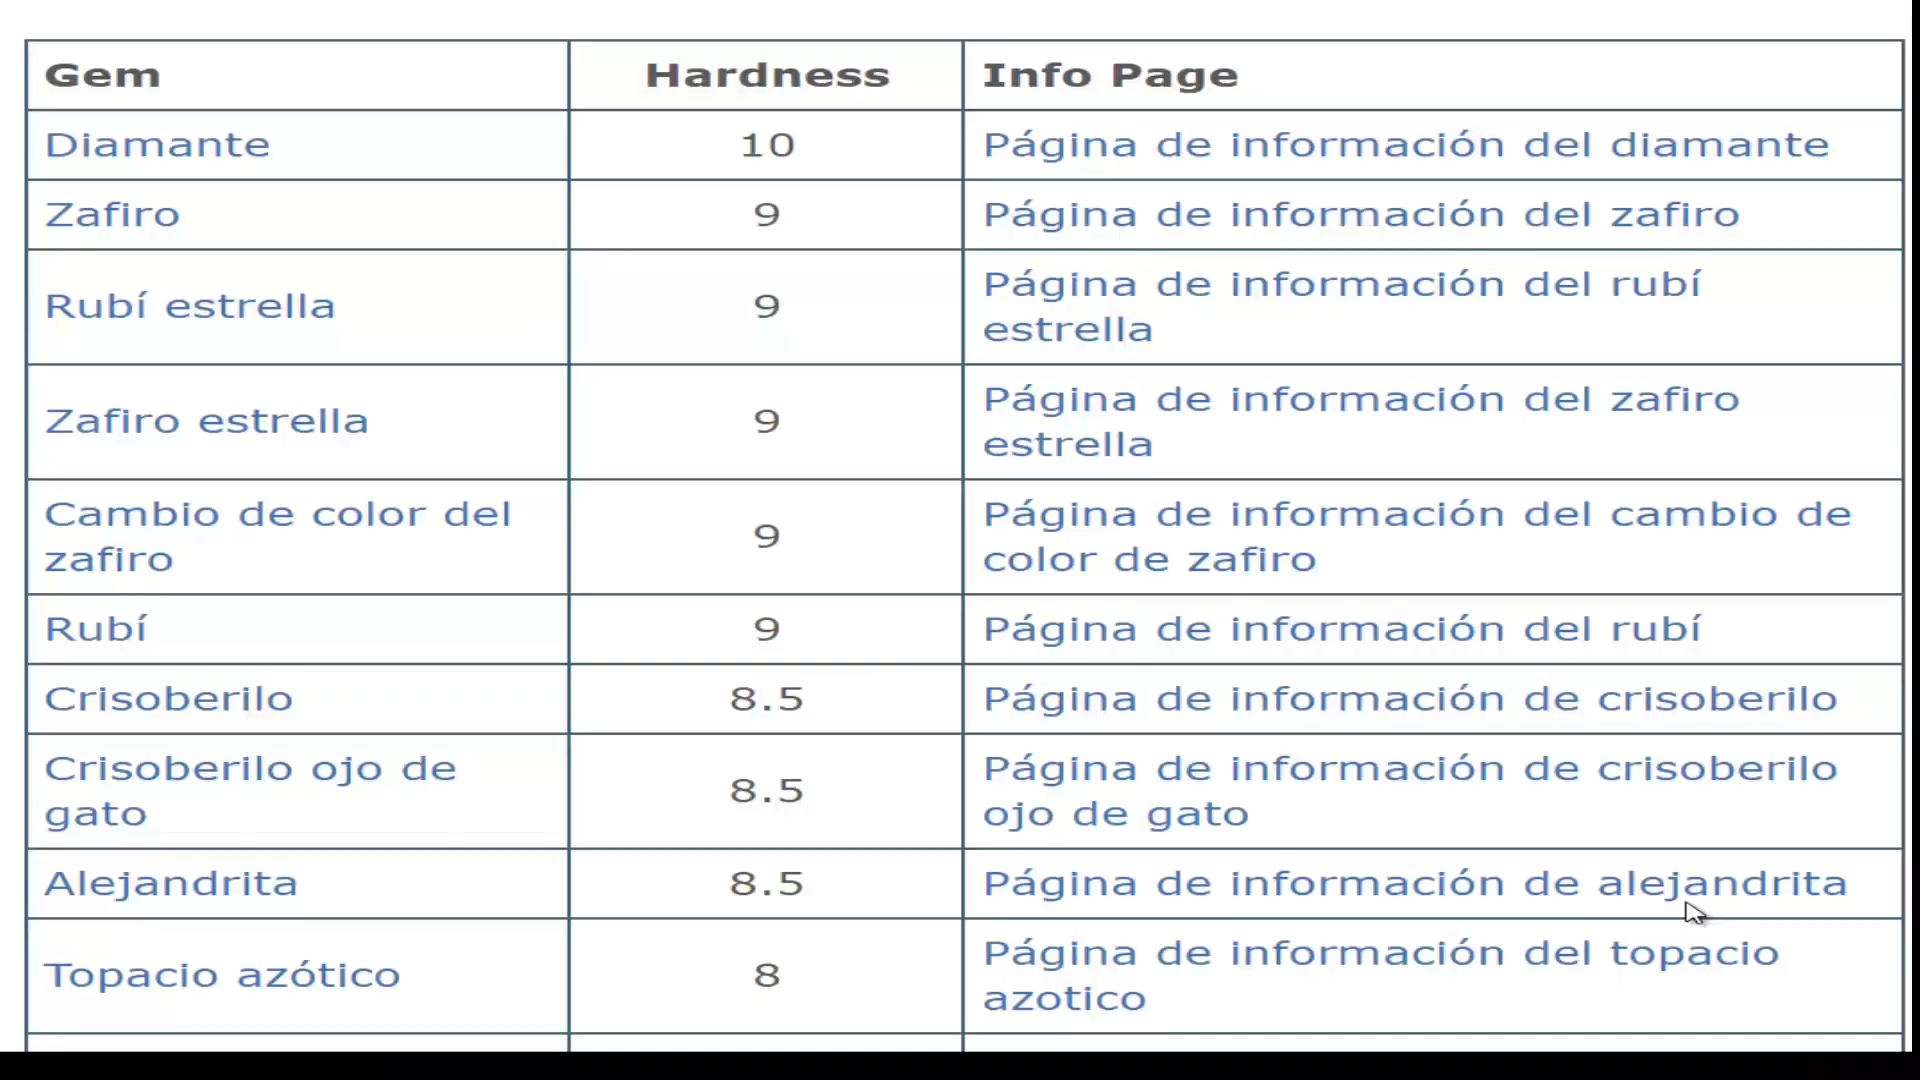 Gem Hardness Info Page
Diamante 10 Página de información del diamante
Zafiro 9 Página de información del zafiro
Rubí estrella 9 Página de información del rubí
estrella
Zafiro estrella 9 Página de información del zafiro
estrella
Cambio de color del
zafiro 9 Página de información del cambio de
color de zafiro
Rubí 9 Página de información del rubí
Crisoberilo 8.5 Página de información de crisoberilo
Crisoberilo ojo de
gato 8.5 Página de información de crisoberilo
ojo de gato
Alejandrita 8.5 Página de información de alejandrita
Topacio azótico 8 Página de información del topacio
azotico